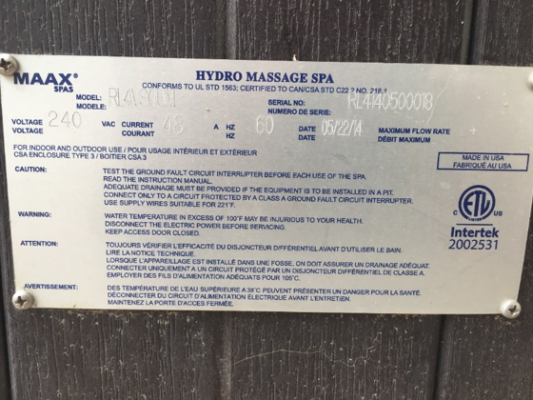 MAAX®
SPAS
HYDRO MASSAGE SPA
CONFORMS TO UL STD 1563; CERTIFIED TO CAN/CSA STD C22.2 NO. 218.1
MODEL:
MODELE:
SERIAL NO:
NUMERO DE SERIE:
RL4140500018
VOLTAGE 240 VAC CURRENT 48 A HZ 60 DATE 05/22/14 MAXIMUM FLOW RATE
VOLTAGE COURANT HZ DATE DÉBIT MAXIMUM
FOR INDOOR AND OUTDOOR USE / POUR USAGE INTÉRIEUR ET EXTÉRIEUR
CSA ENCLOSURE TYPE 3 / BOITIER CSA 3
MADE IN USA
FABRIQUÉ AU USA
CAUTION: TEST THE GROUND FAULT CIRCUIT INTERRUPTER BEFORE EACH USE OF THE SPA.
READ THE INSTRUCTION MANUAL.
ADEQUATE DRAINAGE MUST BE PROVIDED IF THE EQUIPMENT IS TO BE INSTALLED IN A PIT.
CONNECT ONLY TO A CIRCUIT PROTECTED BY A CLASS A GROUND FAULT CIRCUIT INTERRUPTER.
USE SUPPLY WIRES SUITABLE FOR 221°F.
WARNING: WATER TEMPERATURE IN EXCESS OF 100°F MAY BE INJURIOUS TO YOUR HEALTH.
DISCONNECT THE ELECTRIC POWER BEFORE SERVICING.
KEEP ACCESS DOOR CLOSED.
C ETL US
Intertek
2002531
ATTENTION: TOUJOURS VÉRIFIER L'EFFICACITÉ DU DISJONCTEUR DIFFÉRENTIEL AVANT D'UTILISER LE BAIN.
LIRE LA NOTICE TECHNIQUE.
LORSQUE L'APPAREILLAGE EST INSTALLÉ DANS UNE FOSSE, ON DOIT ASSURER UN DRAINAGE ADÉQUAT.
CONNECTER UNIQUEMENT À UN CIRCUIT PROTÉGÉ PAR UN DISJONCTEUR DIFFÉRENTIEL DE CLASSE A.
EMPLOYER DES FILS D'ALIMENTATION ADÉQUATS POUR 105°C.
AVERTISSEMENT: DES TEMPÉRATURE DE L'EAU SUPÉRIEURE A 38°C PEUVENT PRÉSENTER UN DANGER POUR LA SANTÉ.
DÉCONNECTER DU CIRCUIT D'ALIMENTATION ÉLECTRIQUE AVANT L'ENTRETIEN.
MAINTENIR LA PORTE D'ACCÈS FERMÉE.